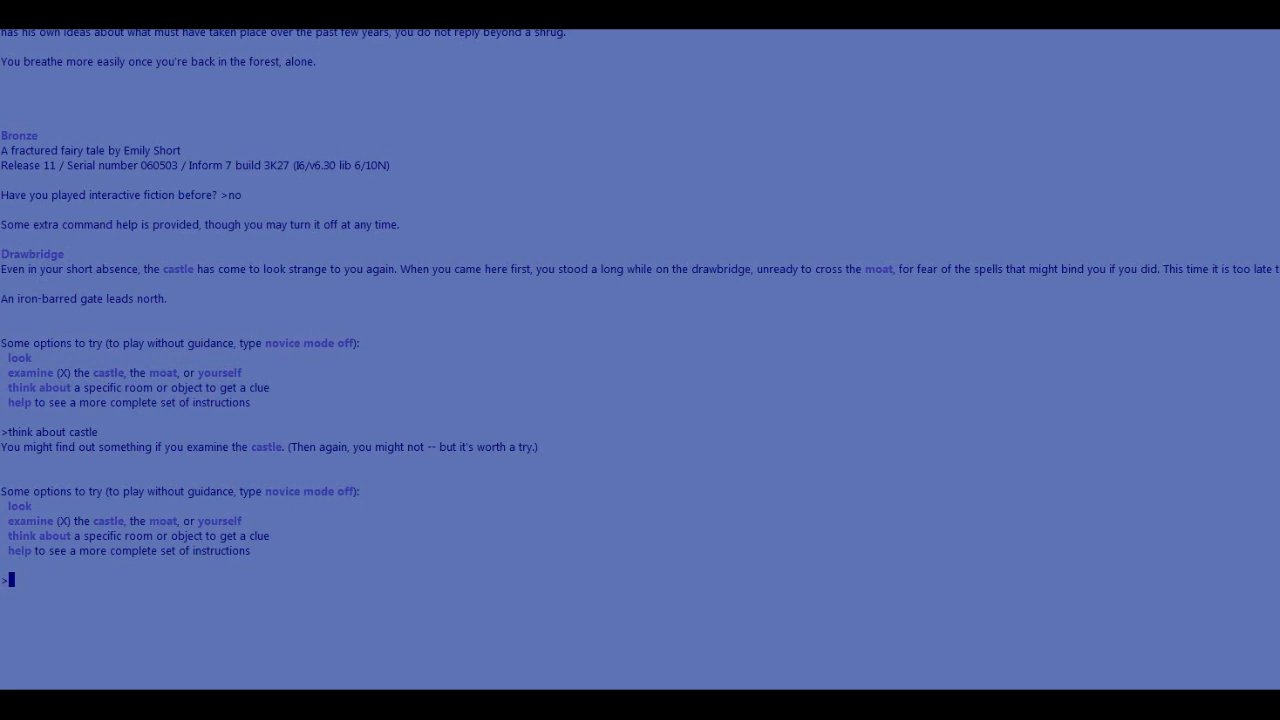 has his own ideas about what must have taken place over the past few years, you do not reply beyond a shrug.
You breathe more easily once you're back in the forest, alone.
Bronze
A fractured fairy tale by Emily Short
Release 11 / Serial number 060503 / Inform 7 build 3K27 (I6/v6.30 lib 6/10N)
Have you played interactive fiction before? >no
Some extra command help is provided, though you may turn it off at any time.
Drawbridge
Even in your short absence, the castle has come to look strange to you again. When you came here first, you stood a long while on the drawbridge, unready to cross the moat, for fear of the spells that might bind you if you did. This time it is too late t
An iron-barred gate leads north.
Some options to try (to play without guidance, type novice mode off):
look
examine (X) the castle, the moat, or yourself
think about a specific room or object to get a clue
help to see a more complete set of instructions
>think about castle
You might find out something if you examine the castle. (Then again, you might not -- but it's worth a try.)
Some options to try (to play without guidance, type novice mode off):
look
examine (X) the castle, the moat, or yourself
think about a specific room or object to get a clue
help to see a more complete set of instructions
>